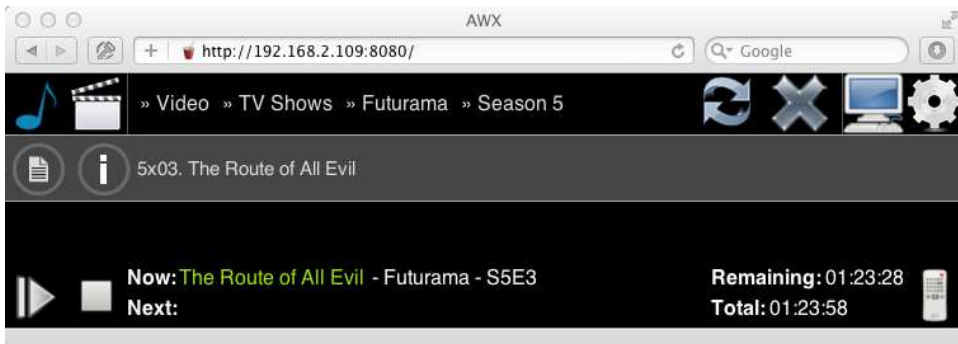 AWX
http://192.168.2.109:8080/
Google
» Video » TV Shows » Futurama » Season 5
5x03. The Route of All Evil
Now: The Route of All Evil - Futurama - S5E3
Remaining: 01:23:28
Next:
Total: 01:23:58